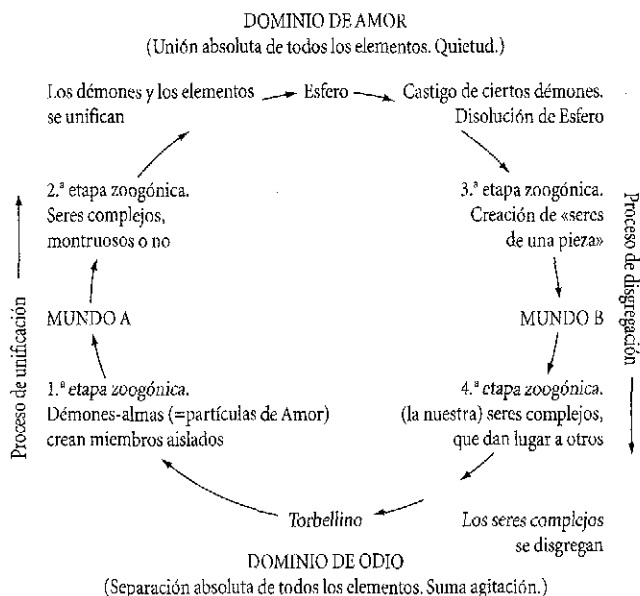 DOMINIO DE AMOR
(Unión absoluta de todos los elementos. Quietud.)
Los démones y los elementos
se unifican
Esfero
Castigo de ciertos démones.
Disolución de Esfero
2.ª etapa zoogónica.
Seres complejos,
montruosos o no
3.ª etapa zoogónica.
Creación de «seres
de una pieza»
Proceso de unificación
Proceso de disgregación
MUNDO A
MUNDO B
1.ª etapa zoogónica.
Démones-almas (=partículas de Amor)
crean miembros aislados
4.ª etapa zoogónica.
(la nuestra) seres complejos,
que dan lugar a otros
Torbellino
Los seres complejos
se disgregan
DOMINIO DE ODIO
(Separación absoluta de todos los elementos. Suma agitación.)